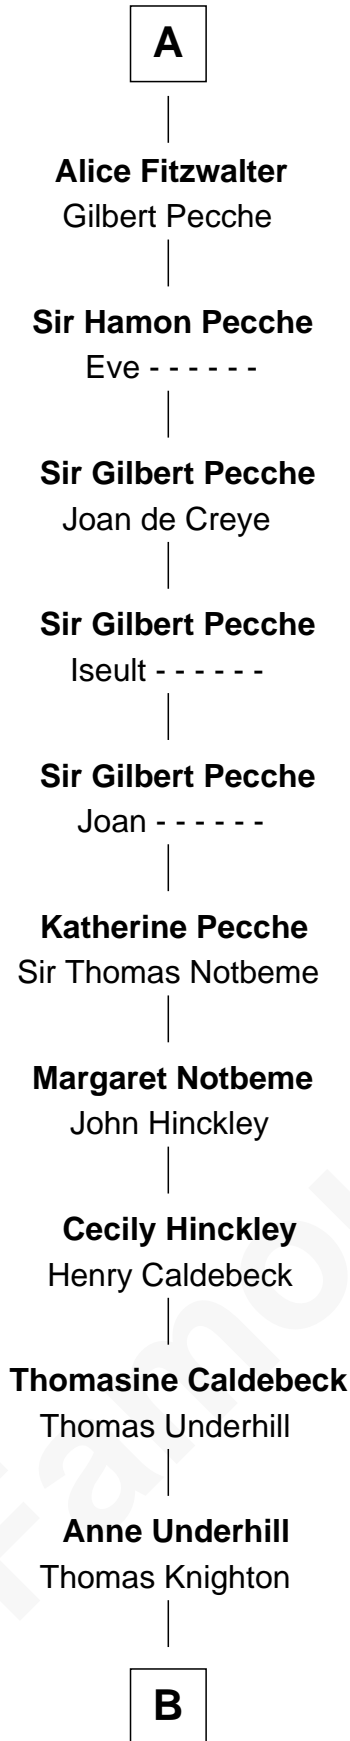 A
Alice Fitzwalter
Gilbert Pecche
Sir Hamon Pecche
Eve - - - - - -
Sir Gilbert Pecche
Joan de Creye
Sir Gilbert Pecche
Iseult - - - - - -
Sir Gilbert Pecche
Joan - - - - - -
Katherine Pecche
Sir Thomas Notbeme
Margaret Notbeme
John Hinckley
Cecily Hinckley
Henry Caldebeck
Thomasine Caldebeck
Thomas Underhill
Anne Underhill
Thomas Knighton
B
Famou